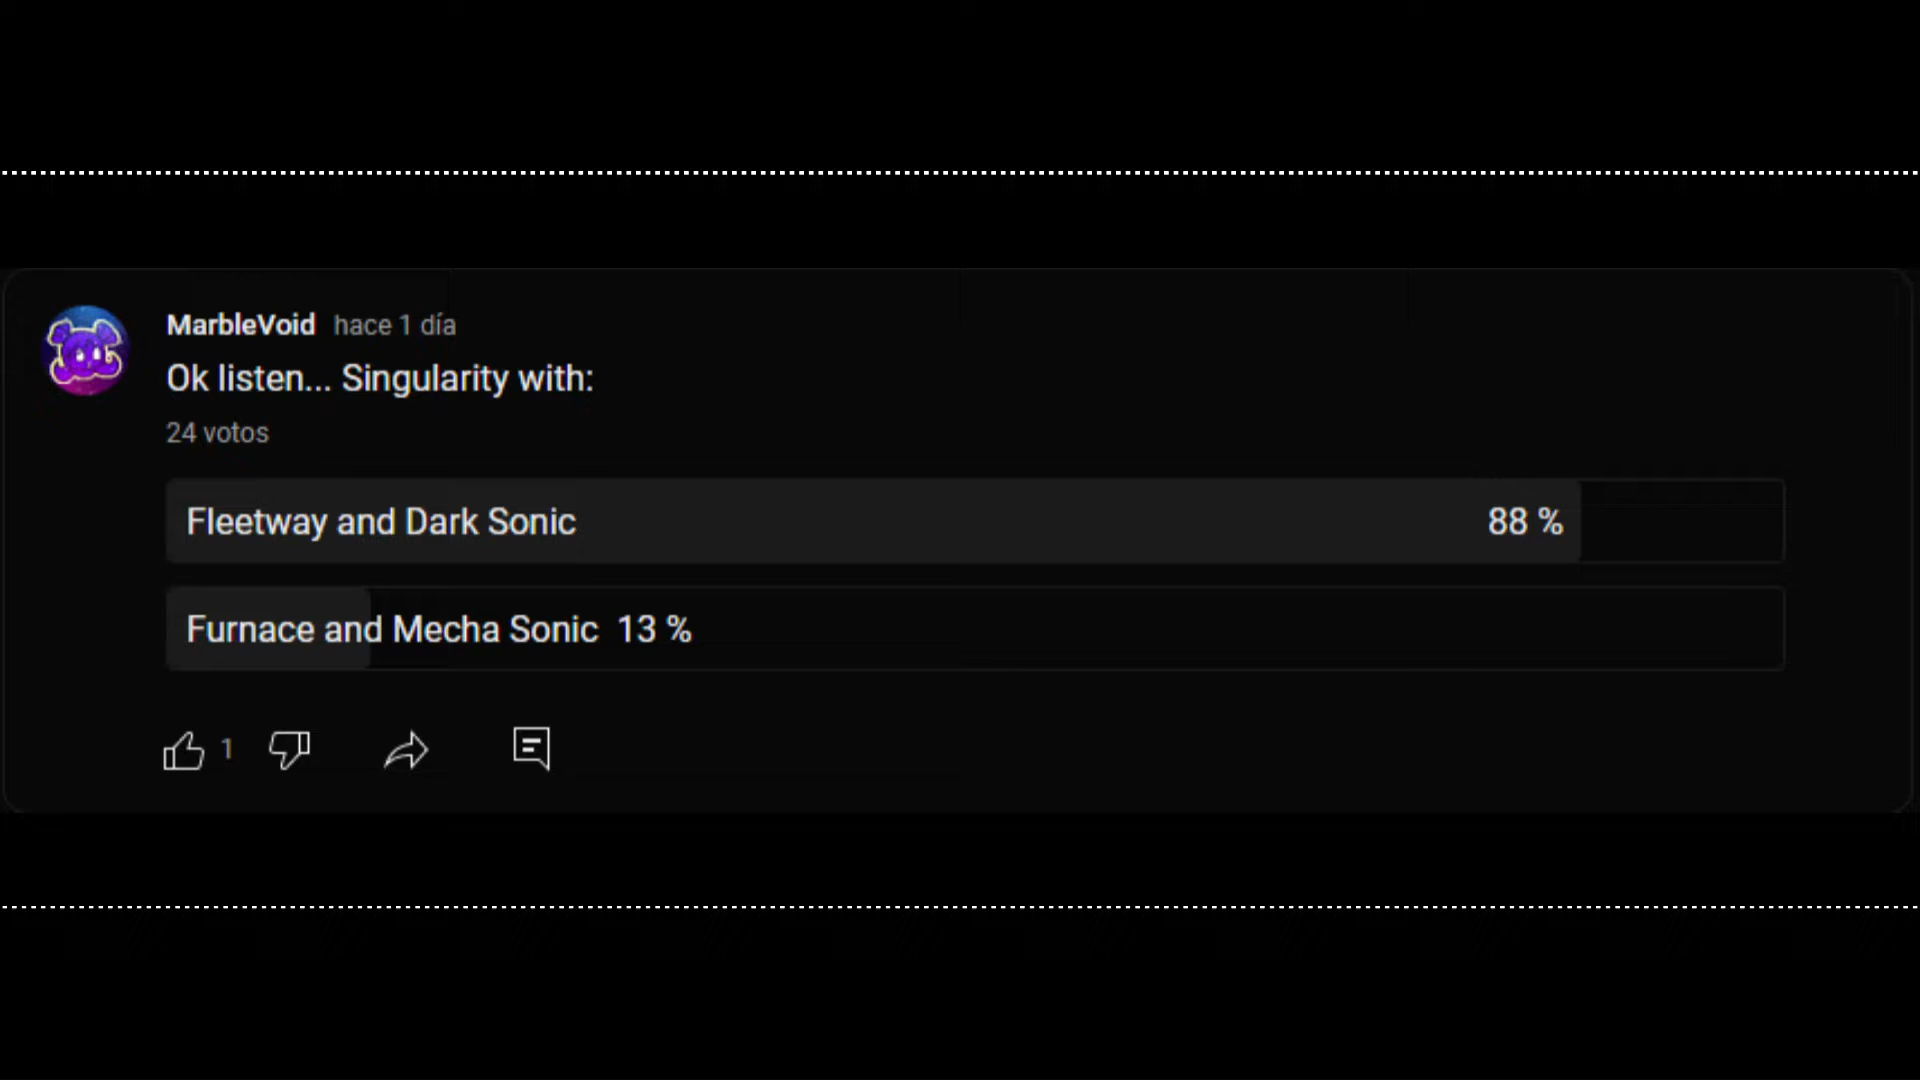 MarbleVoid hace 1 día
Ok listen... Singularity with:
24 votos
Fleetway and Dark Sonic 88 %
Furnace and Mecha Sonic 13 %
1